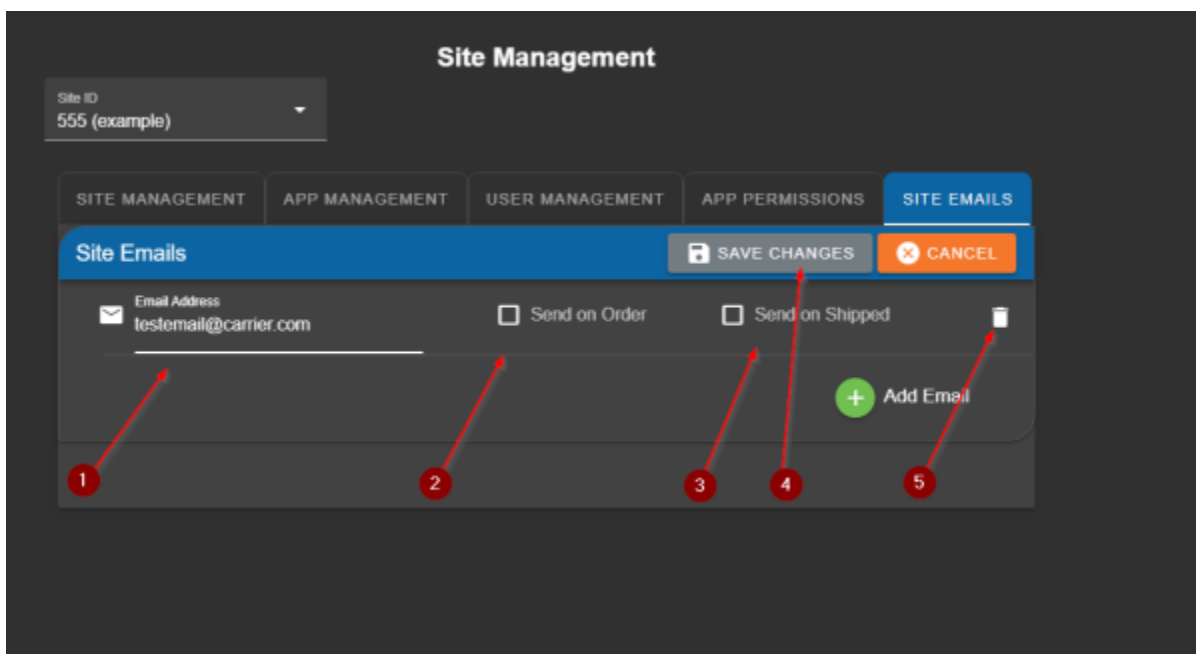 Site Management
Site ID
555 (example)
SITE MANAGEMENT APP MANAGEMENT USER MANAGEMENT APP PERMISSIONS SITE EMAILS
Site Emails SAVE CHANGES CANCEL
Email Address
testemail@carrier.com Send on Order Send on Shipped
Add Email
1 2 3 4 5